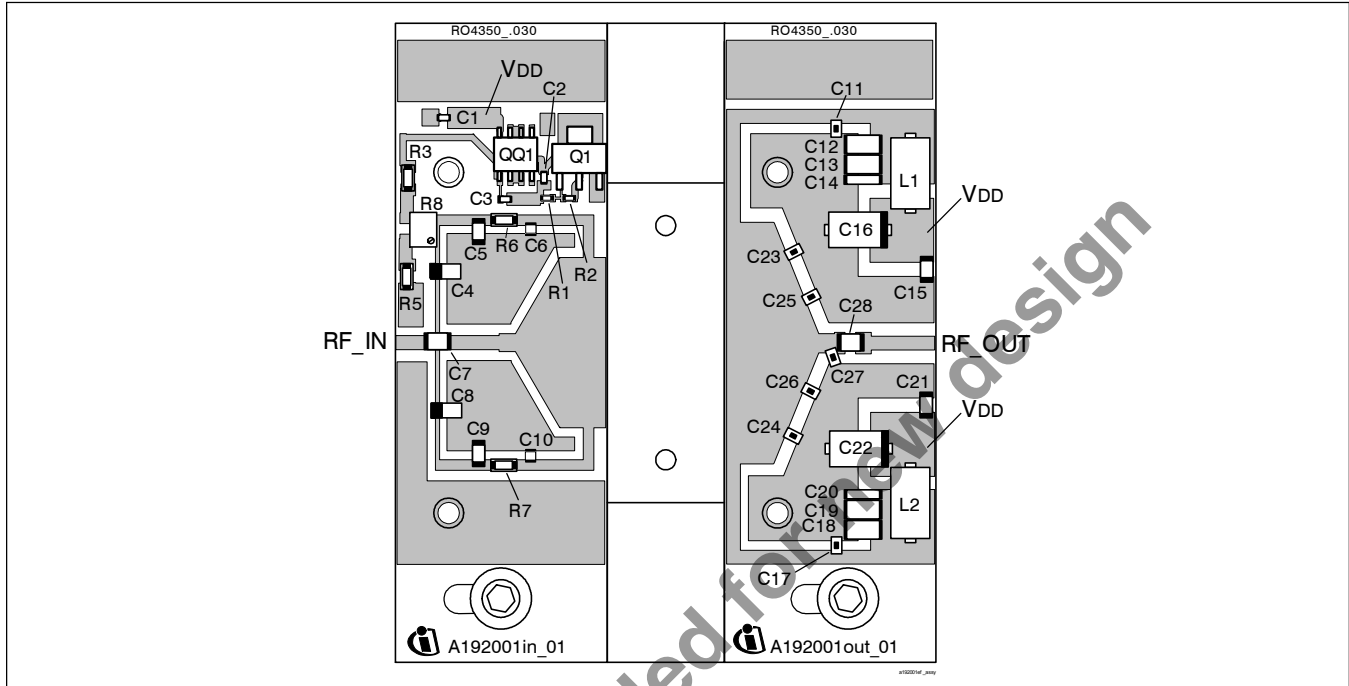 RO4350_.030
RO4350_.030
VDD
C2
C11
C1
C12
R3
QQ1
Q1
C13
C14
L1
VDD
R8
C3
C16
C5
R6
C6
C23
R2
C4
R1
C15
R5
C25
C28
RF_IN
RF_OUT
C7
C27
C26
C21
C8
VDD
C24
C9
C10
C22
C20
R7
C19
L2
C18
C17
A192001in_01
A192001out_01
a192001ef_assy
ded for new design